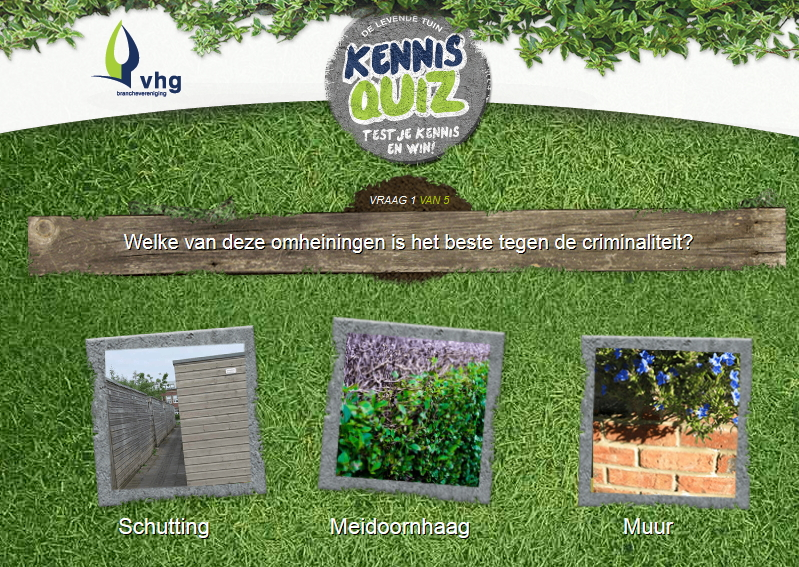 DE LEVENDE TUIN
KENNIS
QUIZ
TEST JE KENNIS
EN WIN!
vhg
branchevereniging
VRAAG 1 VAN 5
Welke van deze omheiningen is het beste tegen de criminaliteit?
Schutting
Meidoornhaag
Muur